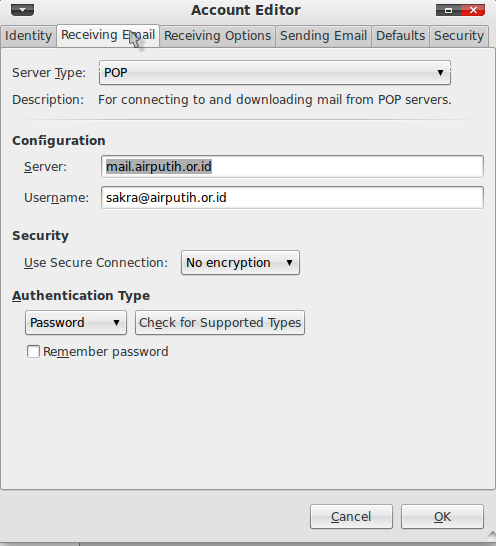 Account Editor
Identity Receiving Email Receiving Options Sending Email Defaults Security
Server Type: POP
Description: For connecting to and downloading mail from POP servers.
Configuration
Server: mail.airputih.or.id
Username: sakra@airputih.or.id
Security
Use Secure Connection: No encryption
Authentication Type
Password Check for Supported Types
Remember password
Cancel OK